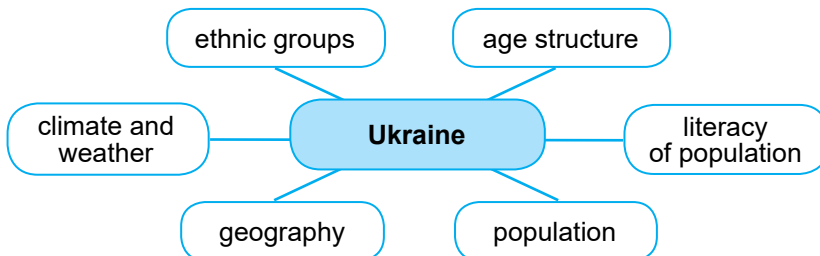 ethnic groups
age structure
climate and
weather
Ukraine
literacy
of population
geography
population